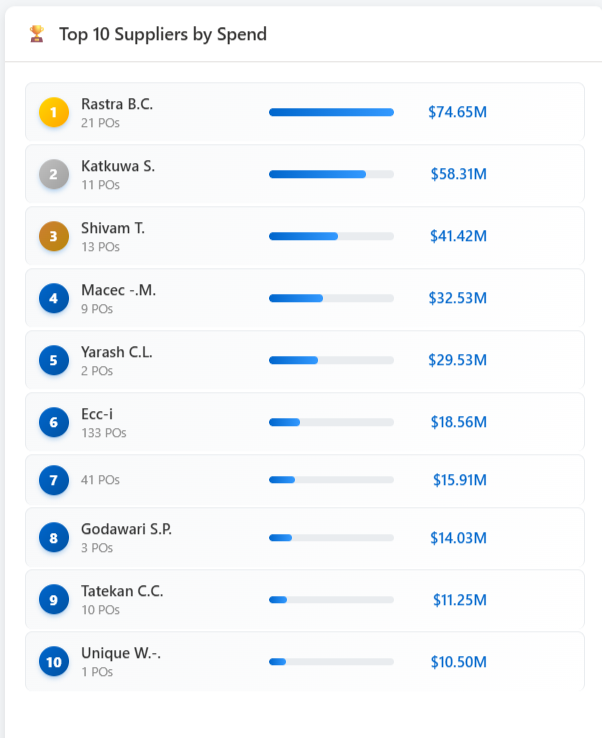 Top 10 Suppliers by Spend
1
Rastra B.C.
21 POs
$74.65M
2
Katkuwa S.
11 POs
$58.31M
3
Shivam T.
13 POs
$41.42M
4
Macec -.M.
9 POs
$32.53M
5
Yarash C.L.
2 POs
$29.53M
6
Ecc-i
133 POs
$18.56M
7
41 POs
$15.91M
8
Godawari S.P.
3 POs
$14.03M
9
Tatekan C.C.
10 POs
$11.25M
10
Unique W.-.
1 POs
$10.50M